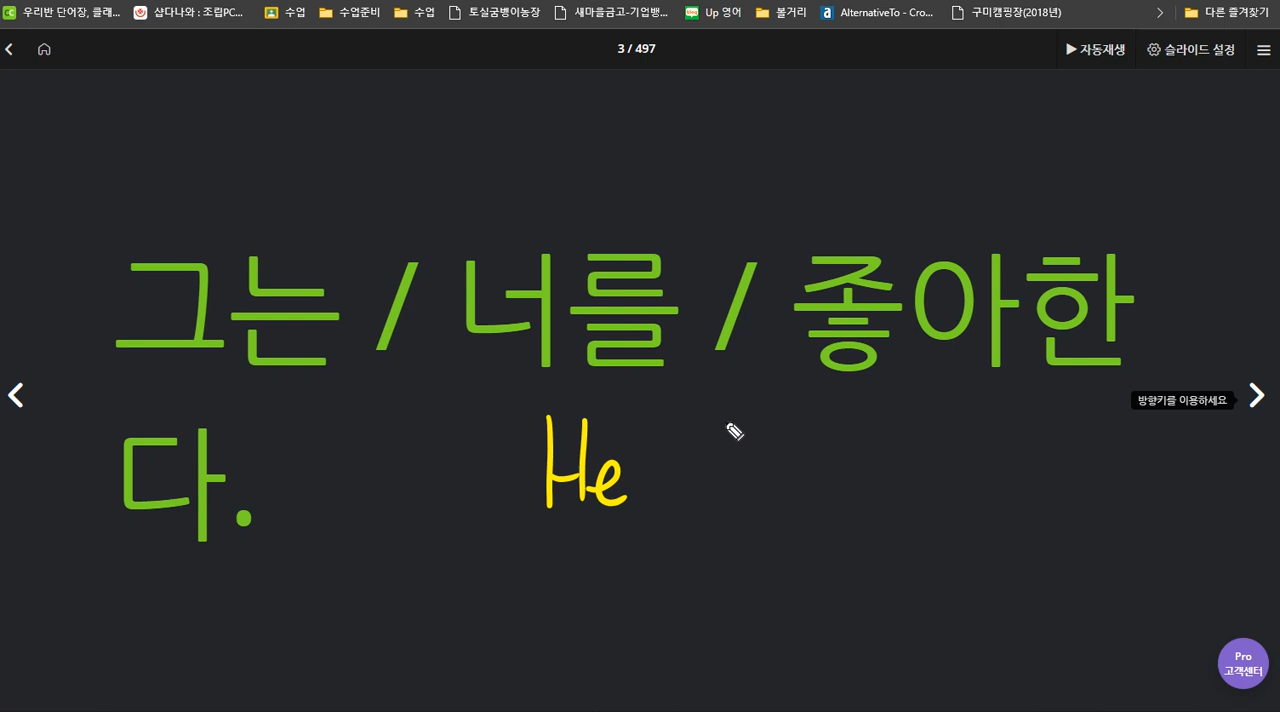 우리반 단어장, 클래... 샵다나와 : 조립PC... 수업 수업준비 수업 토실굼벵이농장 새마을금고-기업뱅... Up 영어 볼거리 AlternativeTo - Cro... 구미캠핑장(2018년) 다른 즐겨찾기
3 / 497 자동재생 슬라이드 설정
그는 / 너를 / 좋아한
방향키를 이용하세요
다.
He
Pro
고객센터